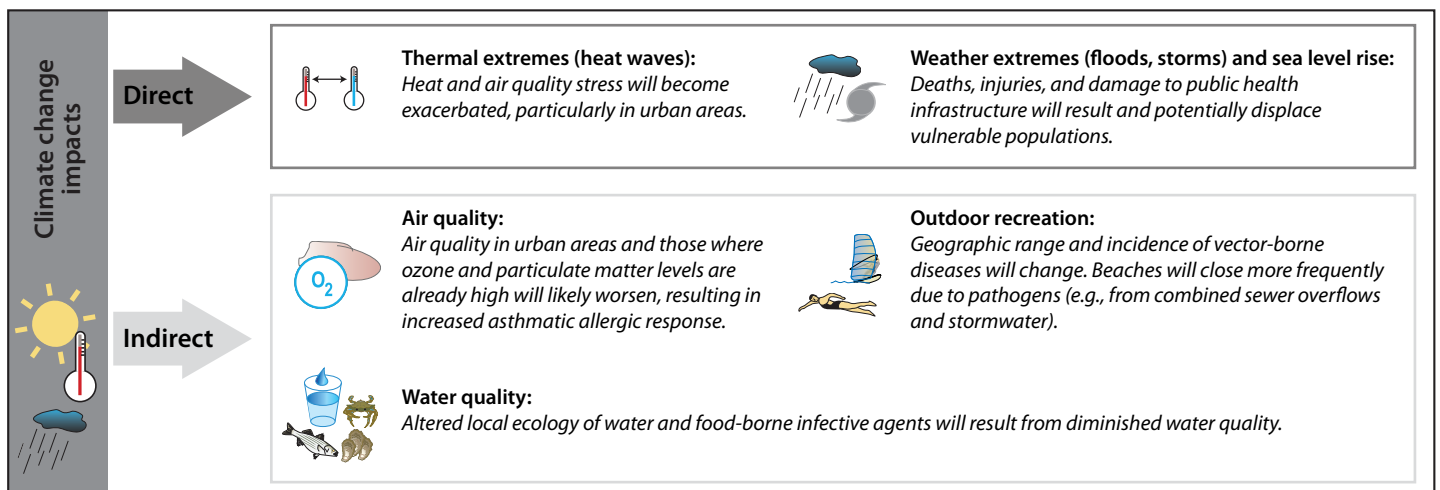 Climate change
impacts
Direct
Thermal extremes (heat waves):
Heat and air quality stress will become
exacerbated, particularly in urban areas.
Weather extremes (floods, storms) and sea level rise:
Deaths, injuries, and damage to public health
infrastructure will result and potentially displace
vulnerable populations.
Indirect
Air quality:
Air quality in urban areas and those where
ozone and particulate matter levels are
already high will likely worsen, resulting in
increased asthmatic allergic response.
O2
Outdoor recreation:
Geographic range and incidence of vector-borne
diseases will change. Beaches will close more frequently
due to pathogens (e.g., from combined sewer overflows
and stormwater).
Water quality:
Altered local ecology of water and food-borne infective agents will result from diminished water quality.